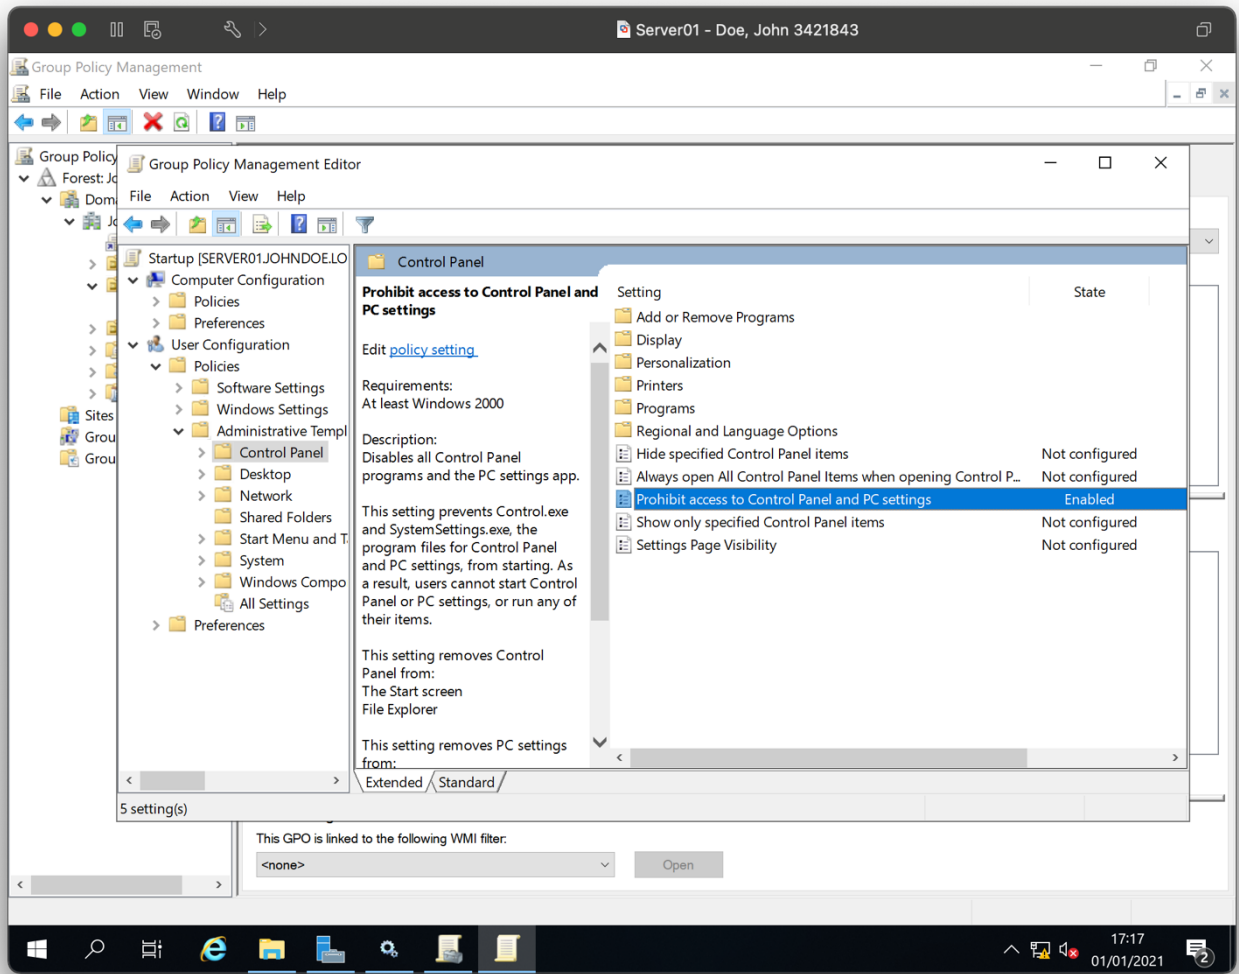 Server01 - Doe, John 3421843
Group Policy Management
File Action View Window Help
Group Policy
Forest: Jo
Doma
Jo
Sites
Grou
Grou
Group Policy Management Editor
File Action View Help
Startup [SERVER01.JOHNDOE.LO
Computer Configuration
Policies
Preferences
User Configuration
Policies
Software Settings
Windows Settings
Administrative Templ
Control Panel
Desktop
Network
Shared Folders
Start Menu and T
System
Windows Compo
All Settings
Preferences
Control Panel
Prohibit access to Control Panel and
PC settings
Edit policy setting
Requirements:
At least Windows 2000
Description:
Disables all Control Panel
programs and the PC settings app.
This setting prevents Control.exe
and SystemSettings.exe, the
program files for Control Panel
and PC settings, from starting. As
a result, users cannot start Control
Panel or PC settings, or run any of
their items.
This setting removes Control
Panel from:
The Start screen
File Explorer
This setting removes PC settings
from:
Setting State
Add or Remove Programs
Display
Personalization
Printers
Programs
Regional and Language Options
Hide specified Control Panel items Not configured
Always open All Control Panel Items when opening Control P... Not configured
Prohibit access to Control Panel and PC settings Enabled
Show only specified Control Panel items Not configured
Settings Page Visibility Not configured
Extended Standard
5 setting(s)
This GPO is linked to the following WMI filter:
<none> Open
17:17
01/01/2021
2